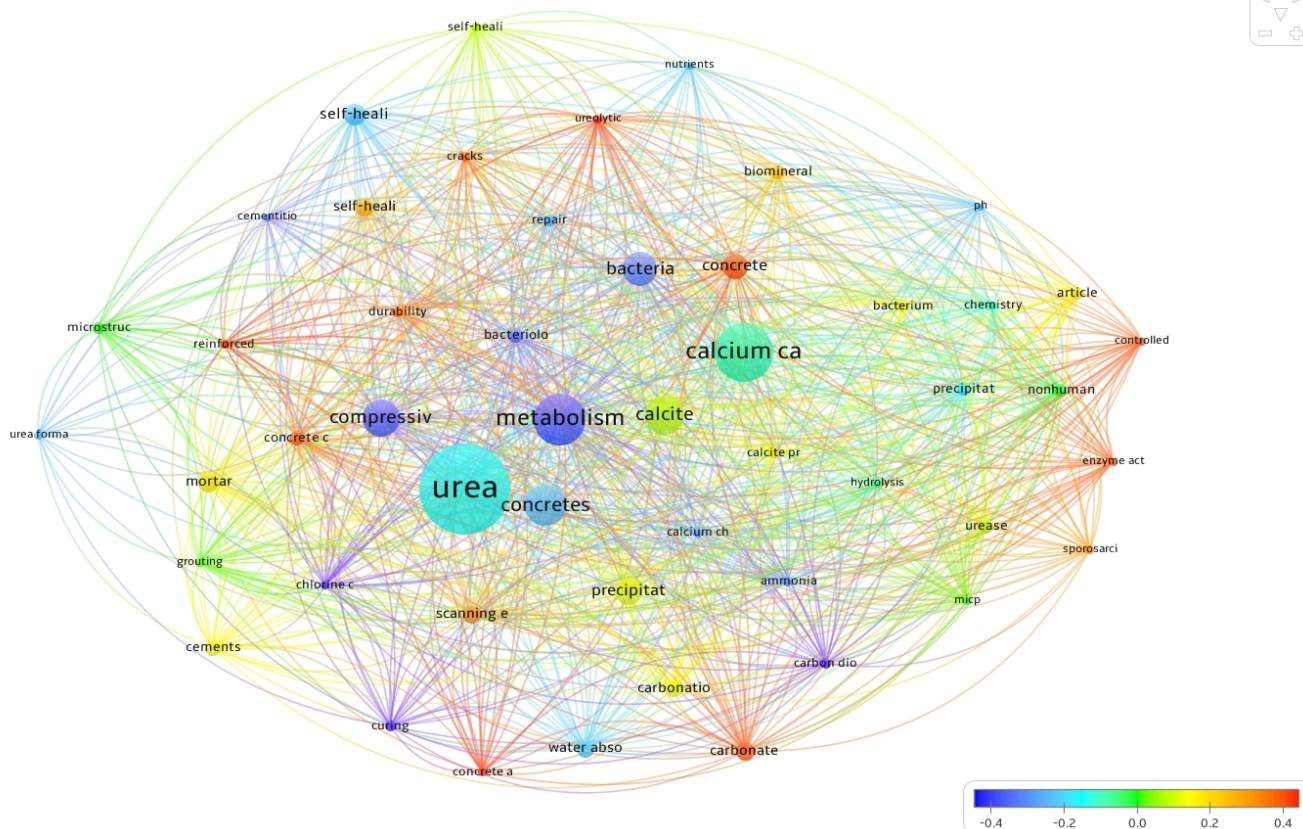 self-heali
nutrients
self-heali
ureolytic
cracks
biomineral
self-heali
ph
cementitio
repair
bacteria
concrete
article
bacterium
chemistry
durability
microstruc
bacteriolo
controlled
reinforced
calcium ca
precipitat
nonhuman
compressiv
metabolism
calcite
urea forma
concrete c
calcite pr
enzyme act
mortar
hydrolysis
urea
concretes
urease
calcium ch
sporosarci
grouting
chlorine c
ammonia
precipitat
micp
scanning e
cements
carbon dio
carbonatio
curing
water abso
carbonate
concrete a
-0.4 -0.2 0.0 0.2 0.4